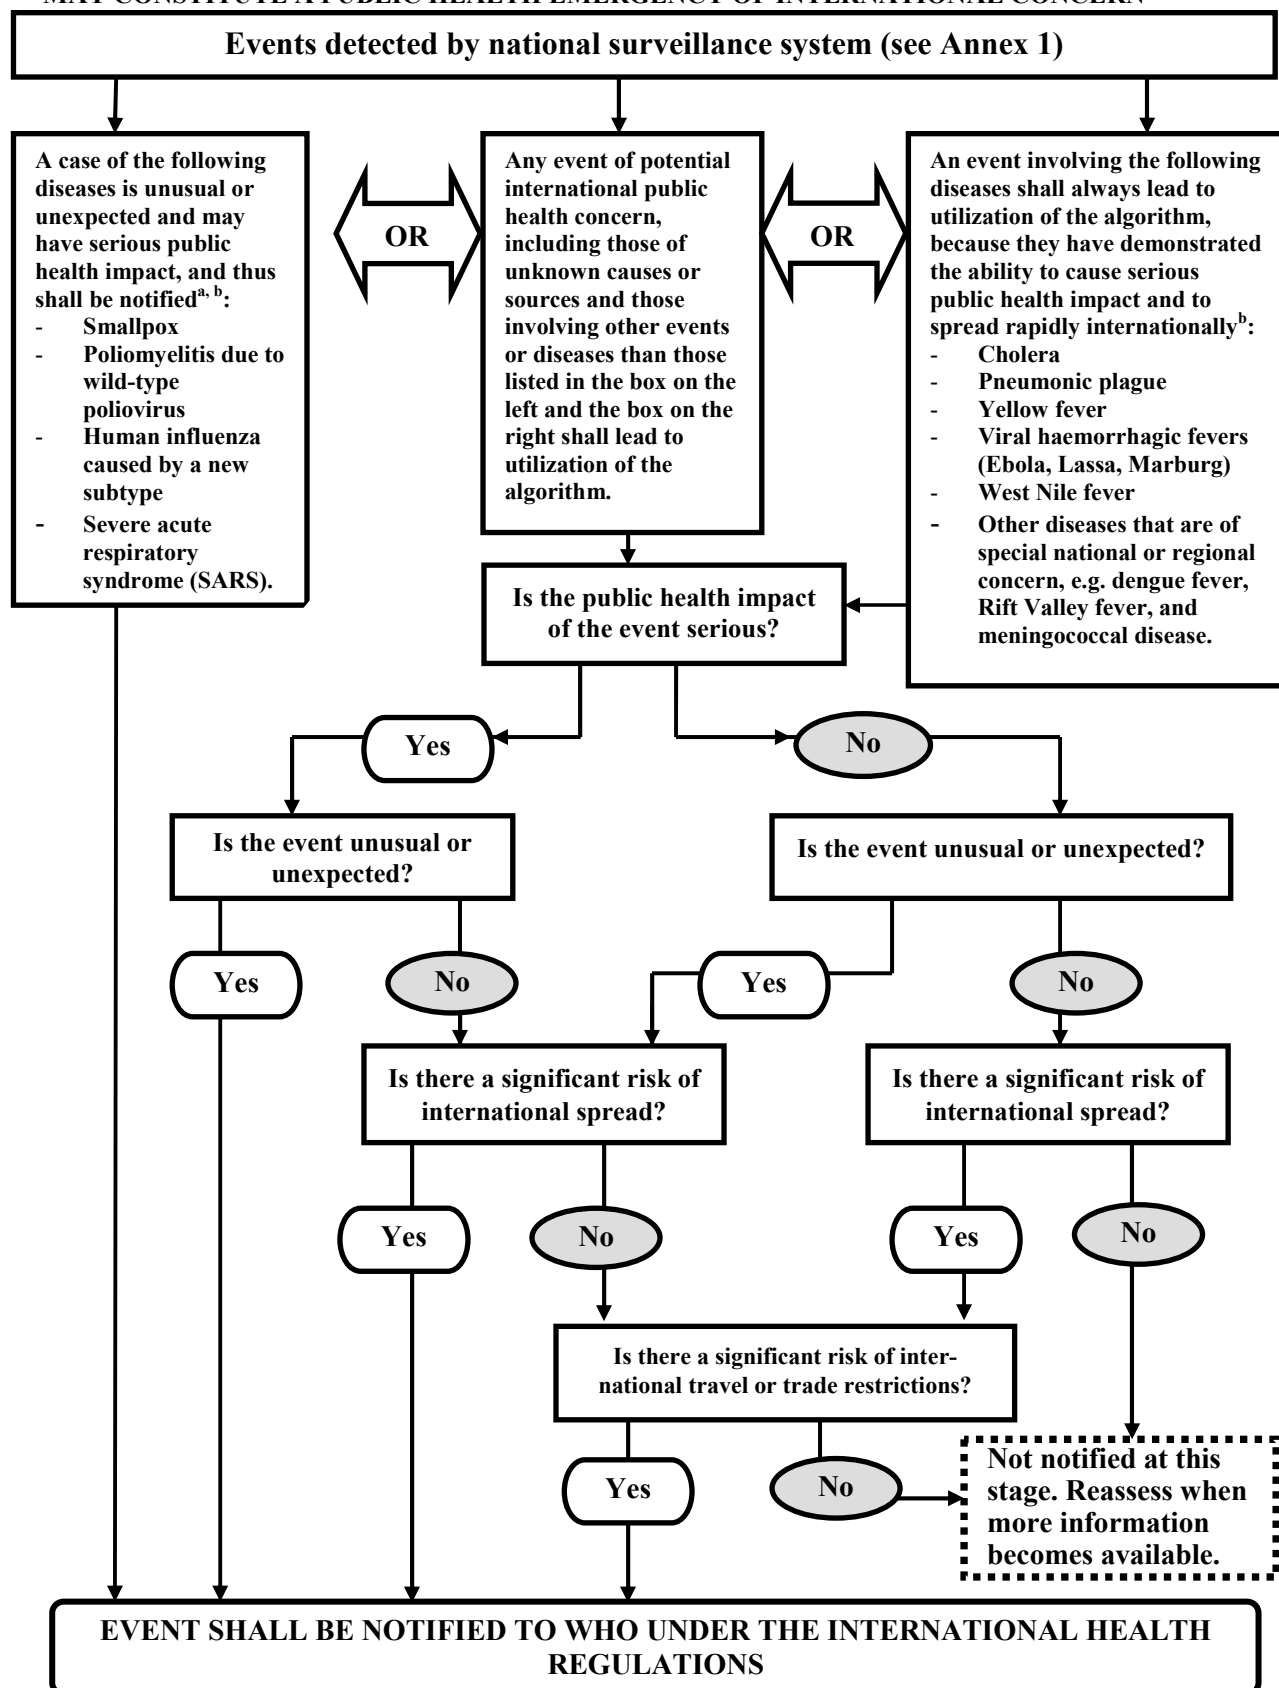 MAY CONSTITUTE A PUBLIC HEALTH EMERGENCY OF INTERNATIONAL CONCERN
Events detected by national surveillance system (see Annex 1)
A case of the following
diseases is unusual or
unexpected and may
have serious public
health impact, and thus
shall be notifiedᵃ, ᵇ:
- Smallpox
- Poliomyelitis due to
wild-type
poliovirus
- Human influenza
caused by a new
subtype
- Severe acute
respiratory
syndrome (SARS).
OR
Any event of potential
international public
health concern,
including those of
unknown causes or
sources and those
involving other events
or diseases than those
listed in the box on the
left and the box on the
right shall lead to
utilization of the
algorithm.
OR
An event involving the following
diseases shall always lead to
utilization of the algorithm,
because they have demonstrated
the ability to cause serious
public health impact and to
spread rapidly internationallyᵇ:
- Cholera
- Pneumonic plague
- Yellow fever
- Viral haemorrhagic fevers
(Ebola, Lassa, Marburg)
- West Nile fever
- Other diseases that are of
special national or regional
concern, e.g. dengue fever,
Rift Valley fever, and
meningococcal disease.
Is the public health impact
of the event serious?
Yes
No
Is the event unusual or
unexpected?
Is the event unusual or unexpected?
Yes
No
Yes
No
Is there a significant risk of
international spread?
Is there a significant risk of
international spread?
Yes
No
Yes
No
Is there a significant risk of inter-
national travel or trade restrictions?
Yes
No
Not notified at this
stage. Reassess when
more information
becomes available.
EVENT SHALL BE NOTIFIED TO WHO UNDER THE INTERNATIONAL HEALTH
REGULATIONS